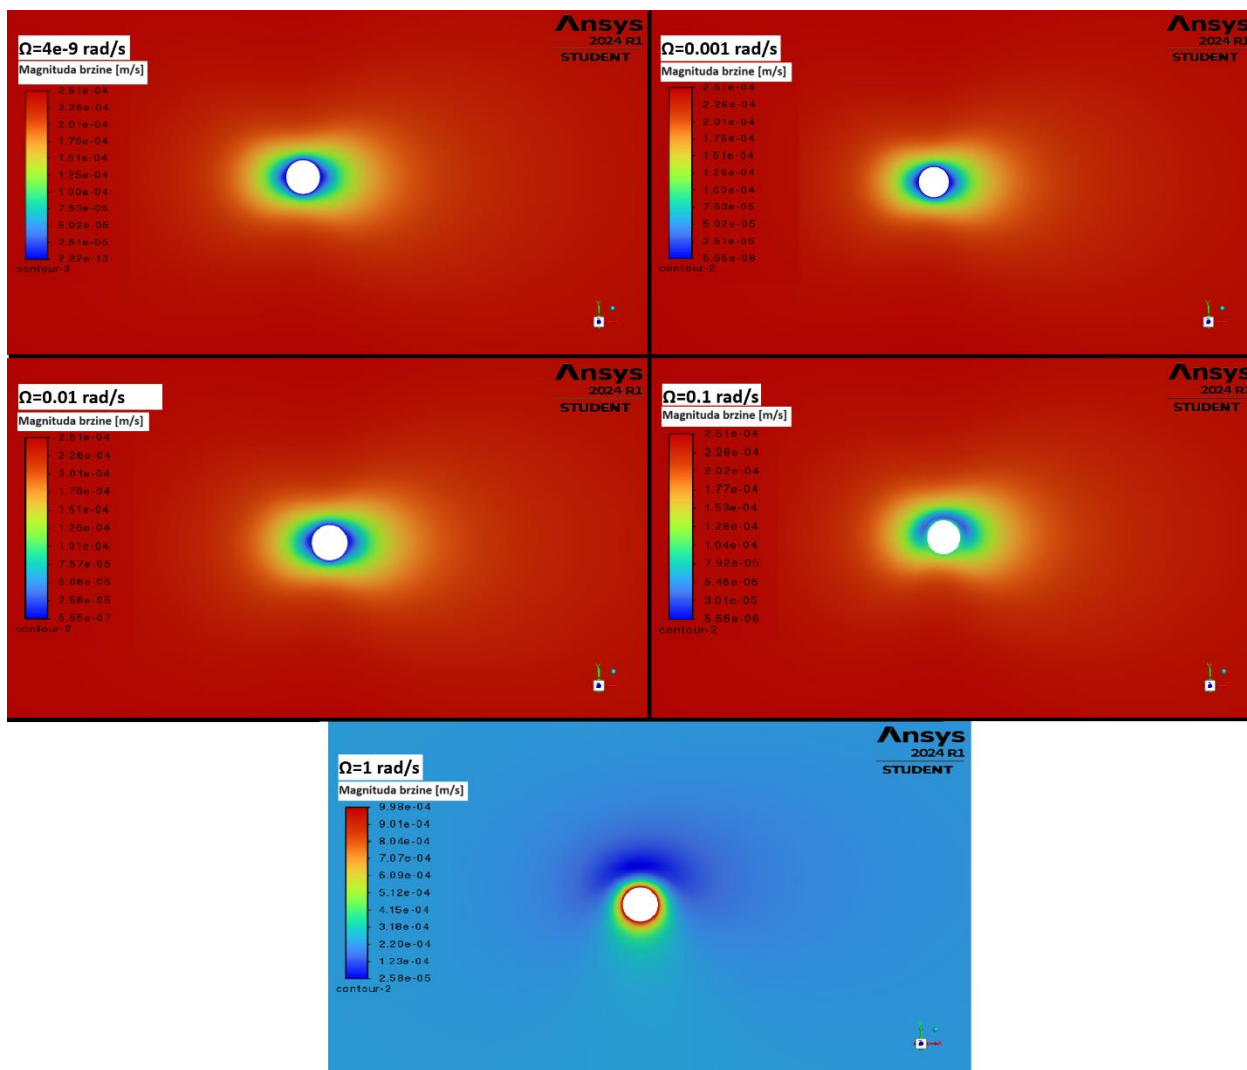 Ansys
2024 R1
STUDENT
Ω=4e-9 rad/s
Magnituda brzine [m/s]
2.51e-04
2.26e-04
2.01e-04
1.76e-04
1.51e-04
1.25e-04
1.00e-04
7.53e-05
5.02e-05
2.51e-05
2.22e-13
contour-2
Ansys
2024 R1
STUDENT
Ω=0.001 rad/s
Magnituda brzine [m/s]
2.51e-04
2.26e-04
2.01e-04
1.76e-04
1.51e-04
1.25e-04
1.00e-04
7.53e-05
5.02e-05
2.51e-05
5.55e-08
contour-2
Ansys
2024 R1
STUDENT
Ω=0.01 rad/s
Magnituda brzine [m/s]
2.51e-04
2.26e-04
2.01e-04
1.76e-04
1.51e-04
1.26e-04
1.01e-04
7.57e-05
5.06e-05
2.56e-05
5.55e-07
contour-2
Ansys
2024 R1
STUDENT
Ω=0.1 rad/s
Magnituda brzine [m/s]
2.51e-04
2.26e-04
2.02e-04
1.77e-04
1.53e-04
1.28e-04
1.04e-04
7.92e-05
5.46e-05
3.01e-05
5.55e-06
contour-2
Ansys
2024 R1
STUDENT
Ω=1 rad/s
Magnituda brzine [m/s]
9.98e-04
9.01e-04
8.04e-04
7.07e-04
6.09e-04
5.12e-04
4.15e-04
3.18e-04
2.20e-04
1.23e-04
2.58e-05
contour-2